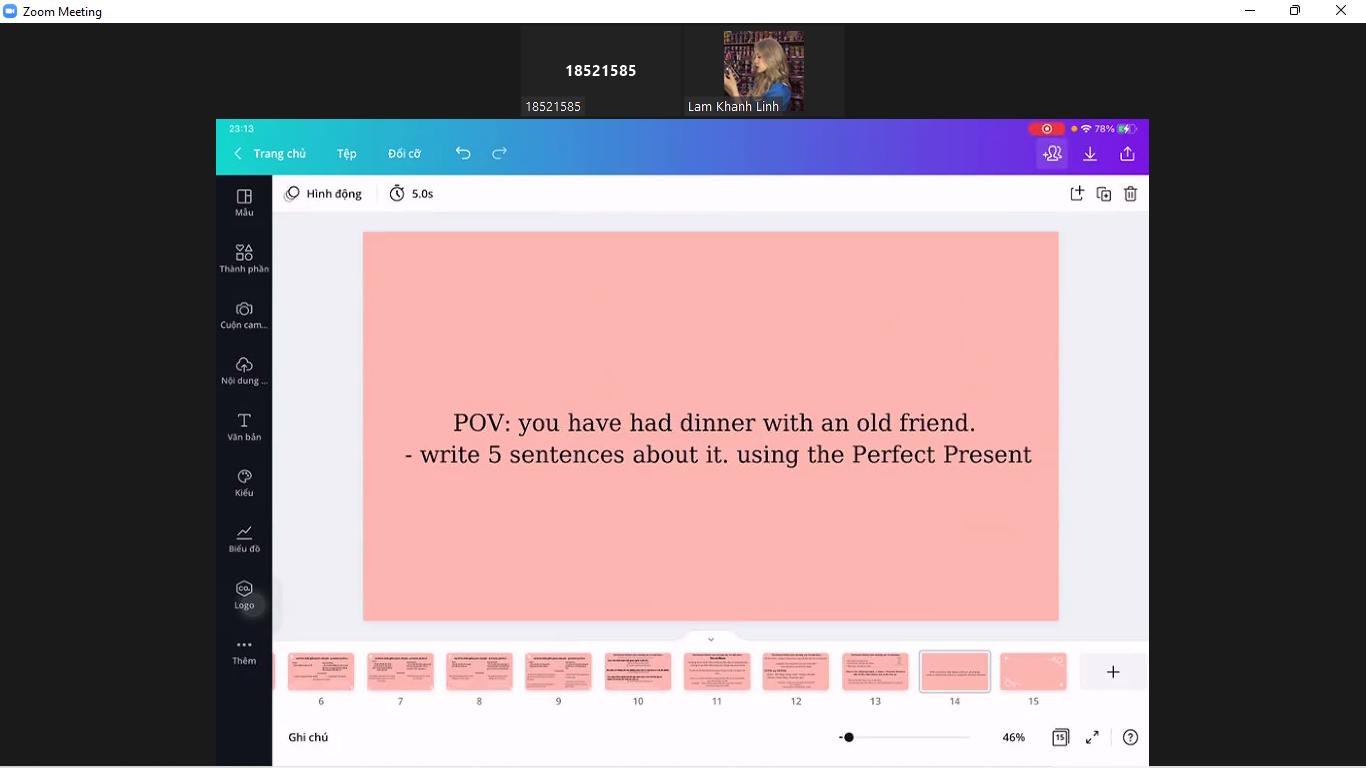 Zoom Meeting
18521585
18521585
Lam Khanh Linh
23:13
78%
Trang chủ
Tệp
Đổi cỡ
Hình động
5.0s
Mẫu
Thành phần
Cuộn cam...
Nội dung ...
Văn bản
Kiểu
Biểu đồ
CO.
Logo
Thêm
POV: you have had dinner with an old friend.
- write 5 sentences about it. using the Perfect Present
6
7
8
9
10
11
12
13
14
15
Ghi chú
46%
15